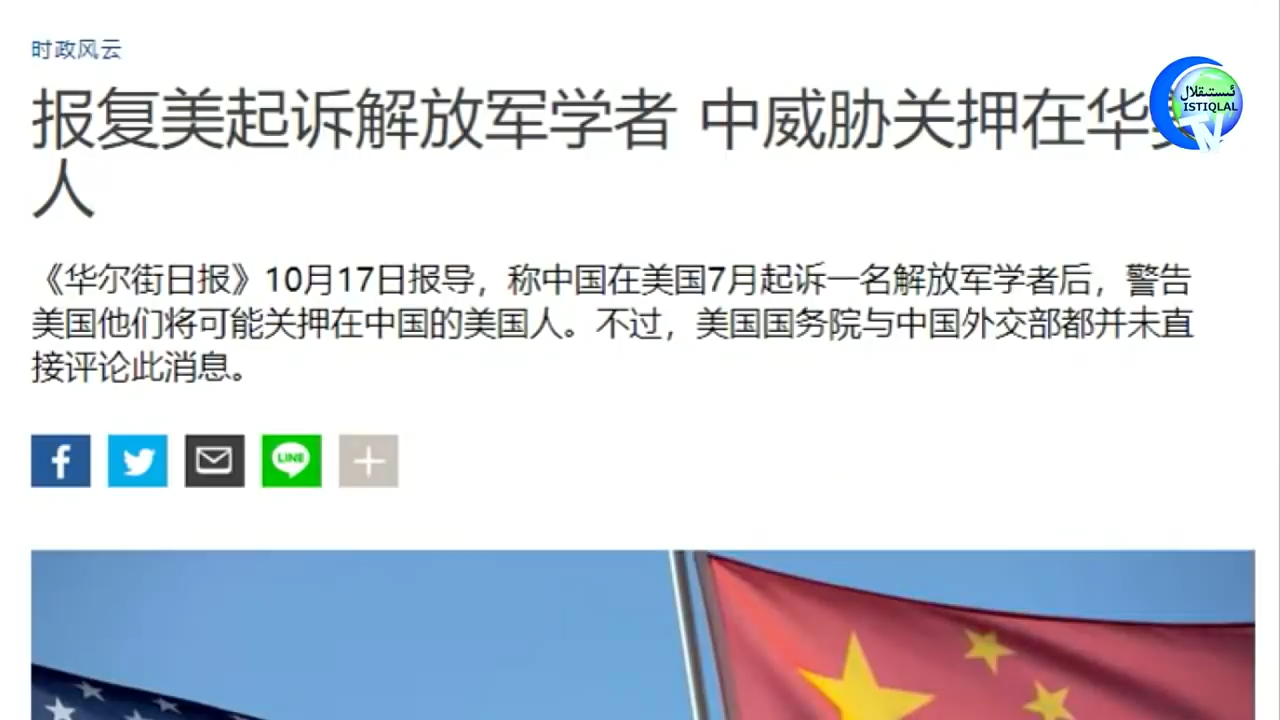 时政风云
报复美起诉解放军学者 中威胁关押在华
人
《华尔街日报》10月17日报导，称中国在美国7月起诉一名解放军学者后，警告
美国他们将可能关押在中国的美国人。不过，美国国务院与中国外交部都并未直
接评论此消息。
ئىستىقلال
ISTIQLAL
TV
LINE